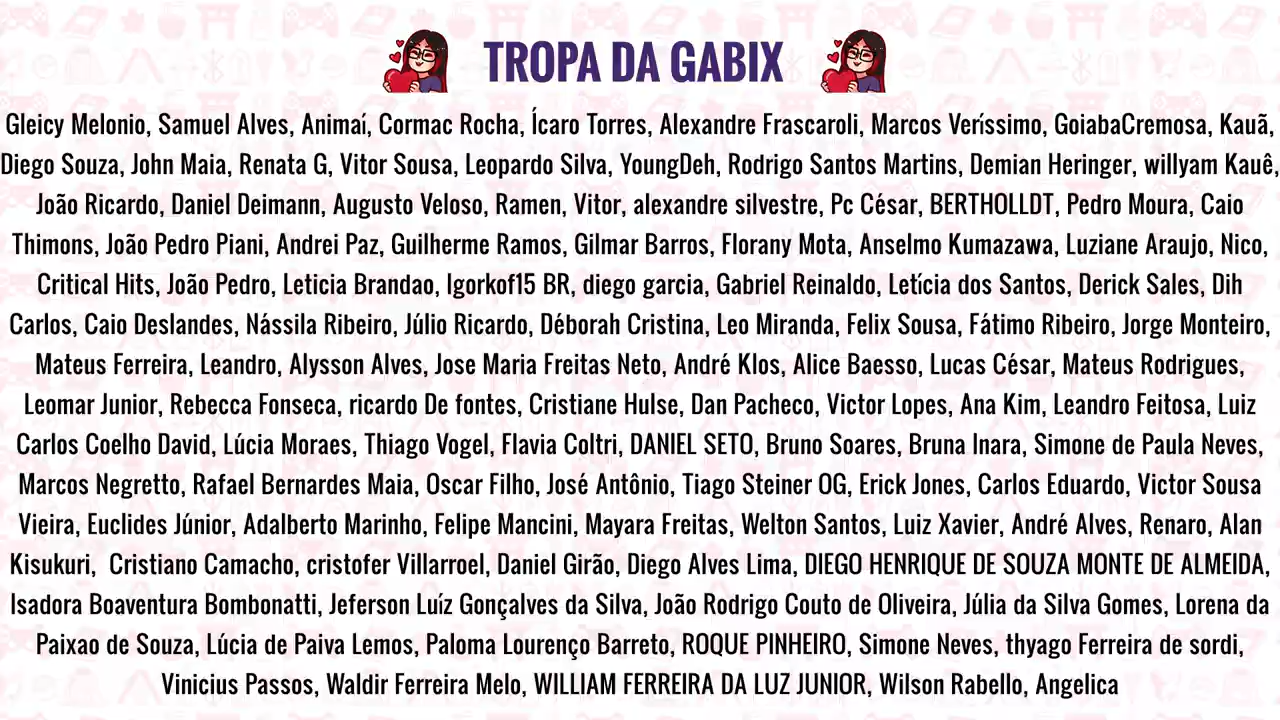 TROPA DA GABIX
Gleicy Melonio, Samuel Alves, Animaí, Cormac Rocha, Ícaro Torres, Alexandre Frascaroli, Marcos Veríssimo, GoiabaCremosa, Kauã,
Diego Souza, John Maia, Renata G, Vitor Sousa, Leopardo Silva, YoungDeh, Rodrigo Santos Martins, Demian Heringer, willyam Kauê,
João Ricardo, Daniel Deimann, Augusto Veloso, Ramen, Vitor, alexandre silvestre, Pc César, BERTHOLLDT, Pedro Moura, Caio
Thimons, João Pedro Piani, Andrei Paz, Guilherme Ramos, Gilmar Barros, Florany Mota, Anselmo Kumazawa, Luziane Araujo, Nico,
Critical Hits, João Pedro, Leticia Brandao, Igorkof15 BR, diego garcia, Gabriel Reinaldo, Letícia dos Santos, Derick Sales, Dih
Carlos, Caio Deslandes, Nássila Ribeiro, Júlio Ricardo, Déborah Cristina, Leo Miranda, Felix Sousa, Fátimo Ribeiro, Jorge Monteiro,
Mateus Ferreira, Leandro, Alysson Alves, Jose Maria Freitas Neto, André Klos, Alice Baesso, Lucas César, Mateus Rodrigues,
Leomar Junior, Rebecca Fonseca, ricardo De fontes, Cristiane Hulse, Dan Pacheco, Victor Lopes, Ana Kim, Leandro Feitosa, Luiz
Carlos Coelho David, Lúcia Moraes, Thiago Vogel, Flavia Coltri, DANIEL SETO, Bruno Soares, Bruna Inara, Simone de Paula Neves,
Marcos Negretto, Rafael Bernardes Maia, Oscar Filho, José Antônio, Tiago Steiner OG, Erick Jones, Carlos Eduardo, Victor Sousa
Vieira, Euclides Júnior, Adalberto Marinho, Felipe Mancini, Mayara Freitas, Welton Santos, Luiz Xavier, André Alves, Renaro, Alan
Kisukuri,  Cristiano Camacho, cristofer Villarroel, Daniel Girão, Diego Alves Lima, DIEGO HENRIQUE DE SOUZA MONTE DE ALMEIDA,
Isadora Boaventura Bombonatti, Jeferson Luíz Gonçalves da Silva, João Rodrigo Couto de Oliveira, Júlia da Silva Gomes, Lorena da
Paixao de Souza, Lúcia de Paiva Lemos, Paloma Lourenço Barreto, ROQUE PINHEIRO, Simone Neves, thyago Ferreira de sordi,
Vinicius Passos, Waldir Ferreira Melo, WILLIAM FERREIRA DA LUZ JUNIOR, Wilson Rabello, Angelica